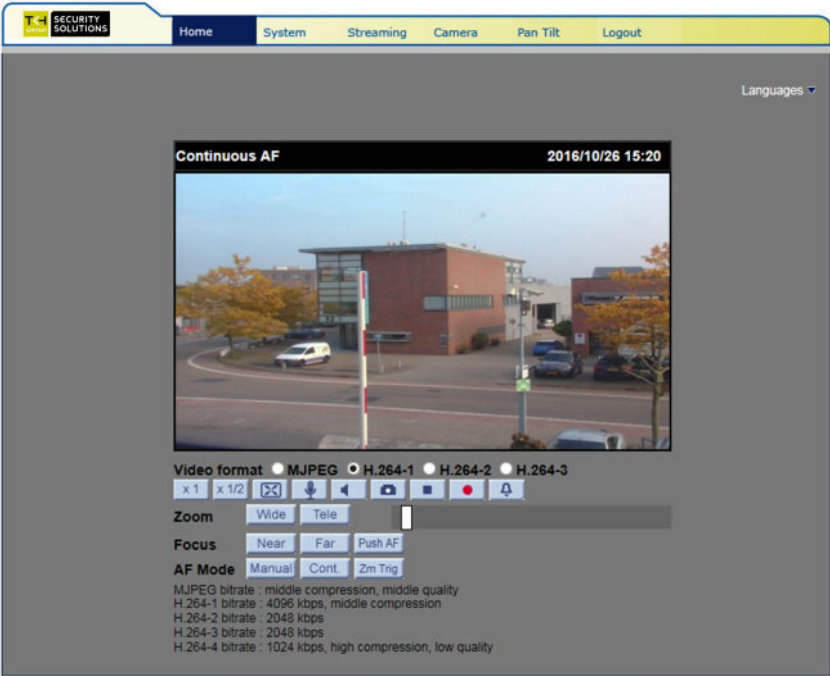 TKH SECURITY
GROUP SOLUTIONS
Home System Streaming Camera Pan Tilt Logout
Languages
Continuous AF 2016/10/26 15:20
Video format MJPEG H.264-1 H.264-2 H.264-3
x 1 x 1/2
Zoom Wide Tele
Focus Near Far Push AF
AF Mode Manual Cont. Zm Trig
MJPEG bitrate : middle compression, middle quality
H.264-1 bitrate : 4096 kbps, middle compression
H.264-2 bitrate : 2048 kbps
H.264-3 bitrate : 2048 kbps
H.264-4 bitrate : 1024 kbps, high compression, low quality